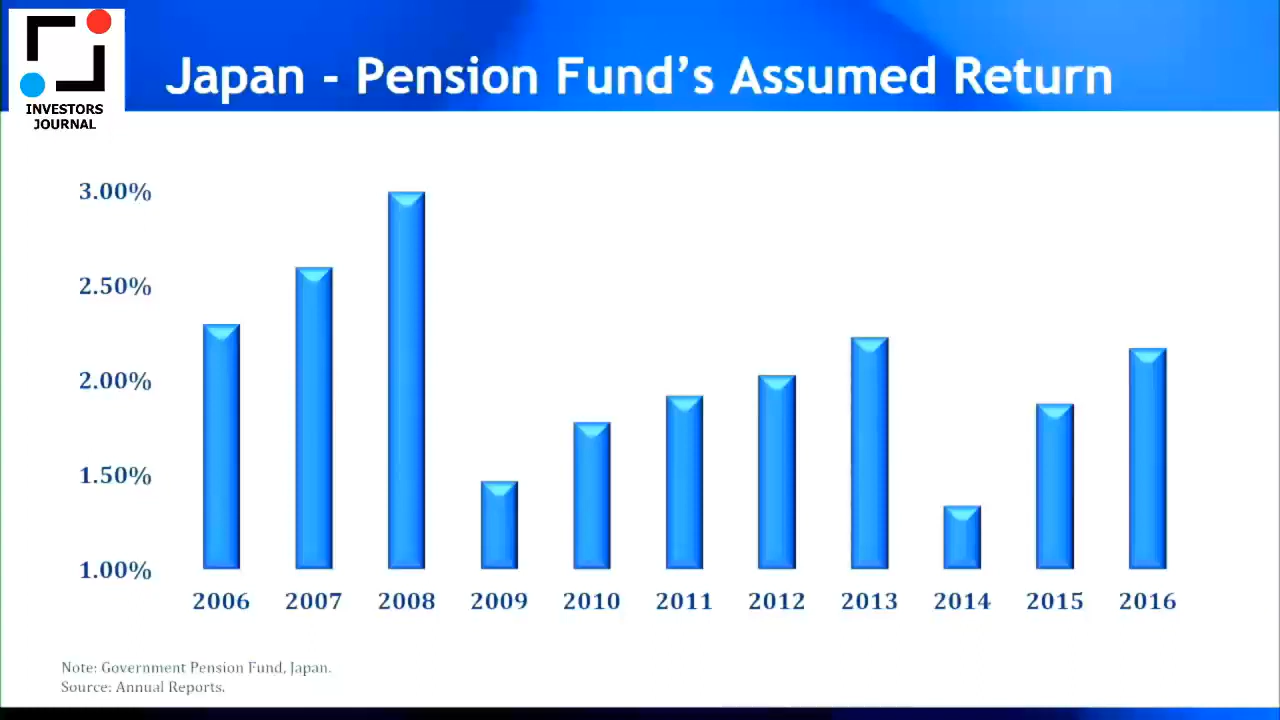 INVESTORS
JOURNAL
Japan - Pension Fund’s Assumed Return
3.00%
2.50%
2.00%
1.50%
1.00%
2006 2007 2008 2009 2010 2011 2012 2013 2014 2015 2016
Note: Government Pension Fund, Japan.
Source: Annual Reports.